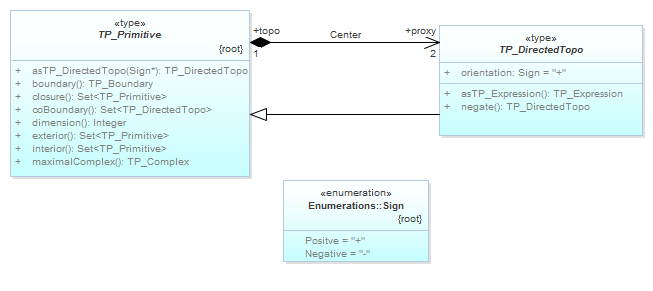 «type»
TP_Primitive
{root}
+ asTP_DirectedTopo(Sign*): TP_DirectedTopo
+ boundary(): TP_Boundary
+ closure(): Set<TP_Primitive>
+ coBoundary(): Set<TP_DirectedTopo>
+ dimension(): Integer
+ exterior(): Set<TP_Primitive>
+ interior(): Set<TP_Primitive>
+ maximalComplex(): TP_Complex
+topo
1
Center
+proxy
2
«type»
TP_DirectedTopo
+ orientation: Sign = "+"
+ asTP_Expression(): TP_Expression
+ negate(): TP_DirectedTopo
«enumeration»
Enumerations::Sign
{root}
Positve = "+"
Negative = "-"